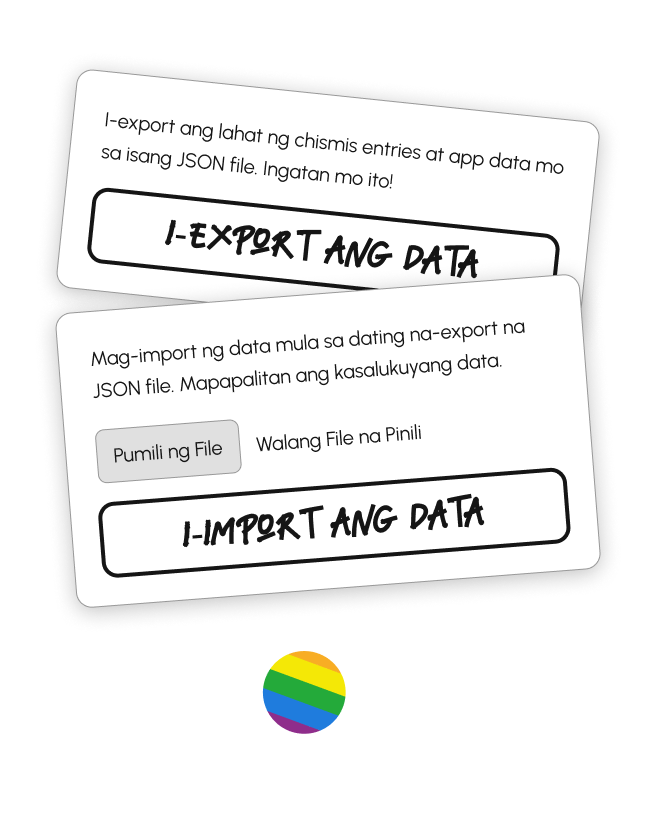 I-export ang lahat ng chismis entries at app data mo
sa isang JSON file. Ingatan mo ito!
I-EXPORT ANG DATA
Mag-import ng data mula sa dating na-export na
JSON file. Mapapalitan ang kasalukuyang data.
Pumili ng File Walang File na Pinili
I-IMPORT ANG DATA